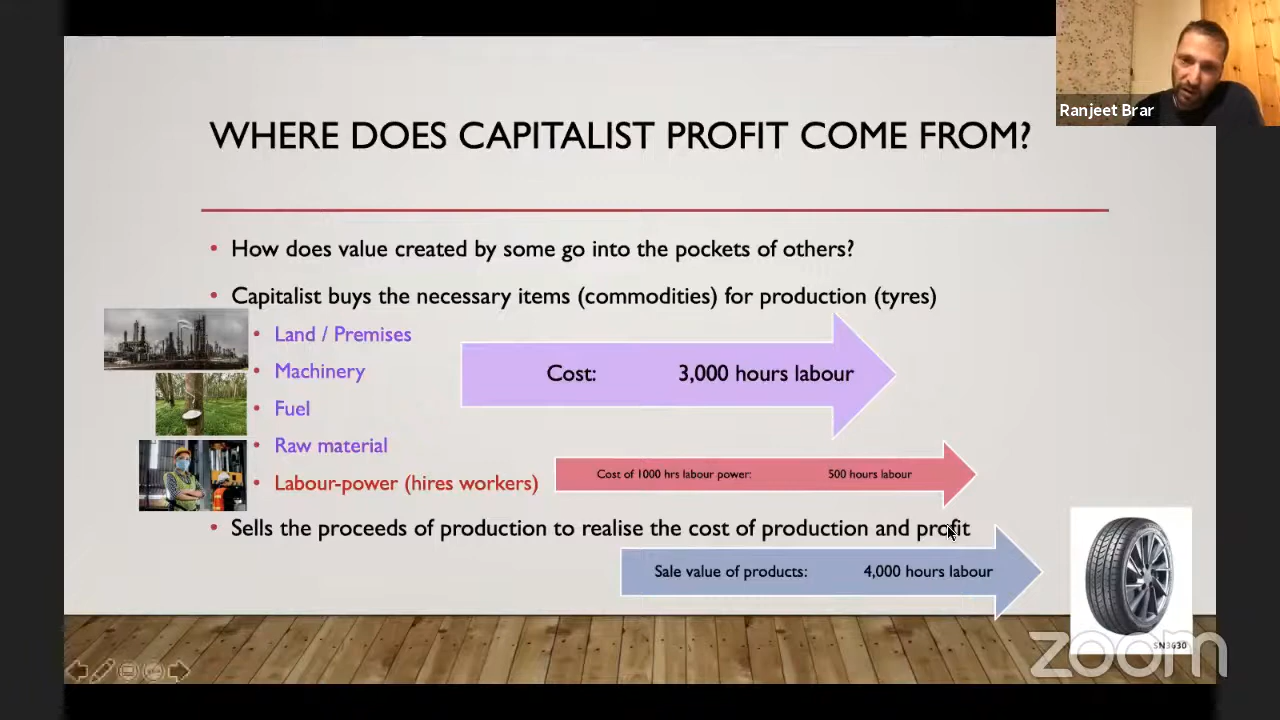 Ranjeet Brar
WHERE DOES CAPITALIST PROFIT COME FROM?
• How does value created by some go into the pockets of others?
• Capitalist buys the necessary items (commodities) for production (tyres)
• Land / Premises
• Machinery
Cost: 3,000 hours labour
• Fuel
• Raw material
• Labour-power (hires workers)
Cost of 1000 hrs labour power: 500 hours labour
• Sells the proceeds of production to realise the cost of production and profit
Sale value of products: 4,000 hours labour
SN3630
zoom